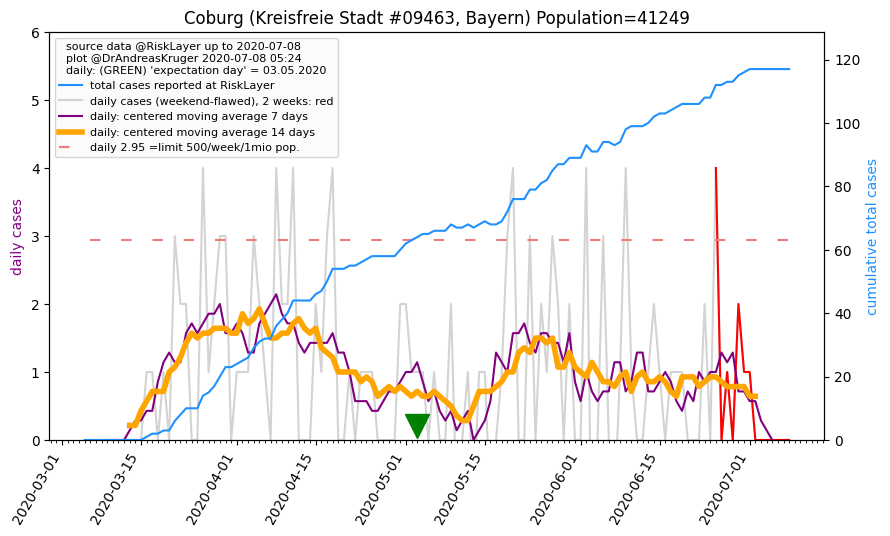 Coburg (Kreisfreie Stadt #09463, Bayern) Population=41249
source data @RiskLayer up to 2020-07-08
plot @DrAndreasKruger 2020-07-08 05:24
daily: (GREEN) 'expectation day' = 03.05.2020
total cases reported at RiskLayer
daily cases (weekend-flawed), 2 weeks: red
daily: centered moving average 7 days
daily: centered moving average 14 days
daily 2.95 =limit 500/week/1mio pop.
daily cases
6
5
4
3
2
1
0
120
100
80
60
40
20
0
cumulative total cases
2020-03-01
2020-03-15
2020-04-01
2020-04-15
2020-05-01
2020-05-15
2020-06-01
2020-06-15
2020-07-01